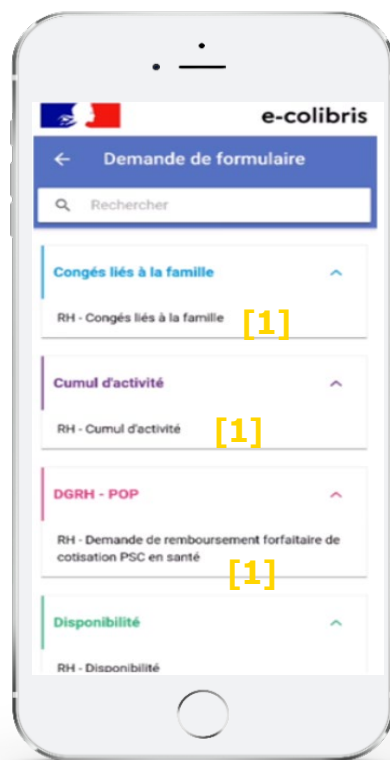 e-colibris
← Demande de formulaire
Rechercher
Congés liés à la famille
RH - Congés liés à la famille [1]
Cumul d'activité
RH - Cumul d'activité [1]
DGRH - POP
RH - Demande de remboursement forfaitaire de
cotisation PSC en santé [1]
Disponibilité
RH - Disponibilité